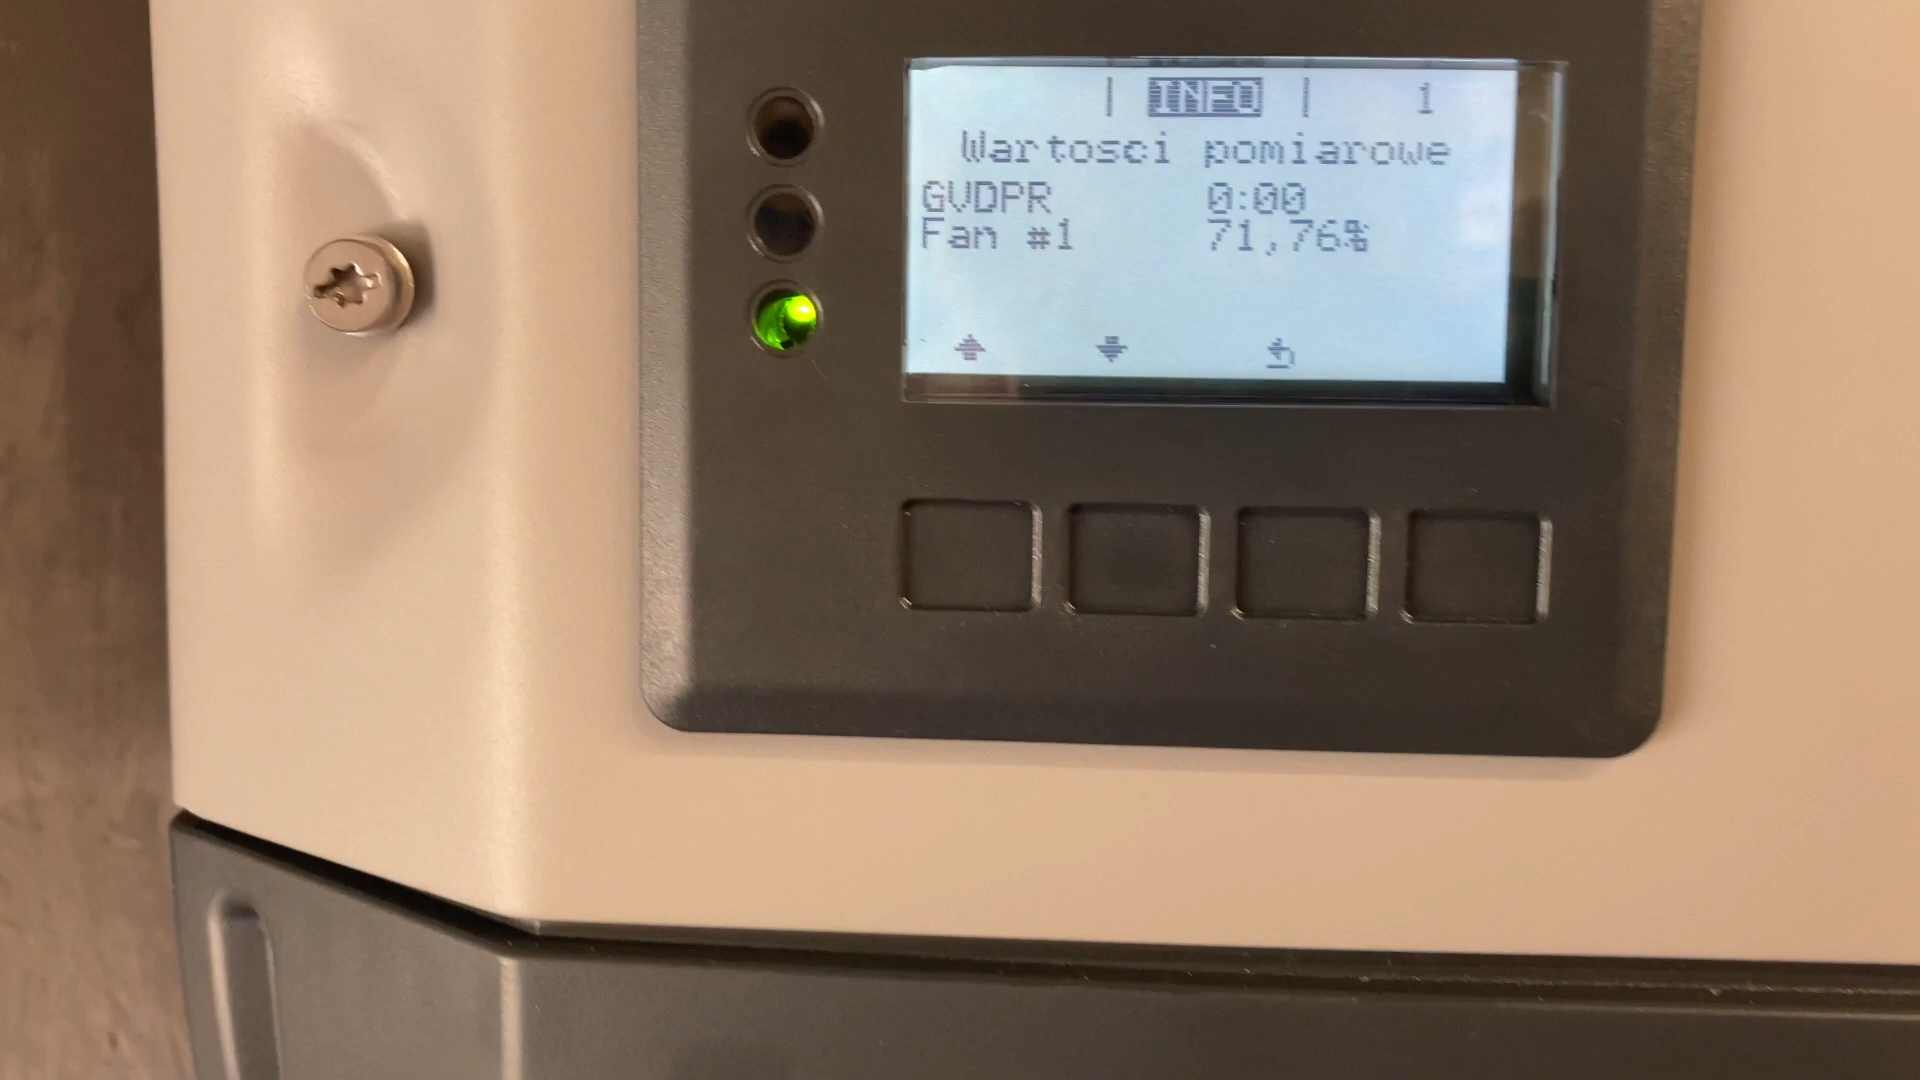 | INFO | 1
Wartosci pomiarowe
GVDPR 0:00
Fan #1 71,76%